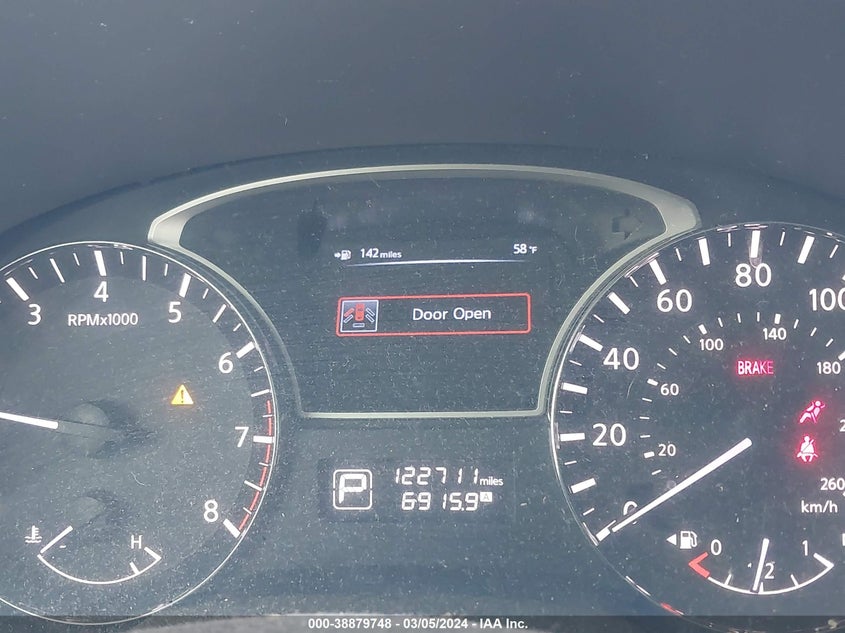 142 miles 58 °F
Door Open
3 4 5 6 7 8
RPMx1000
H
P
122711 miles
6915.9 A
0 20 40 60 80 100
20 60 100 140 180
260
km/h
BRAKE
0 1/2 1
000-38879748 - 03/05/2024 - IAA Inc.